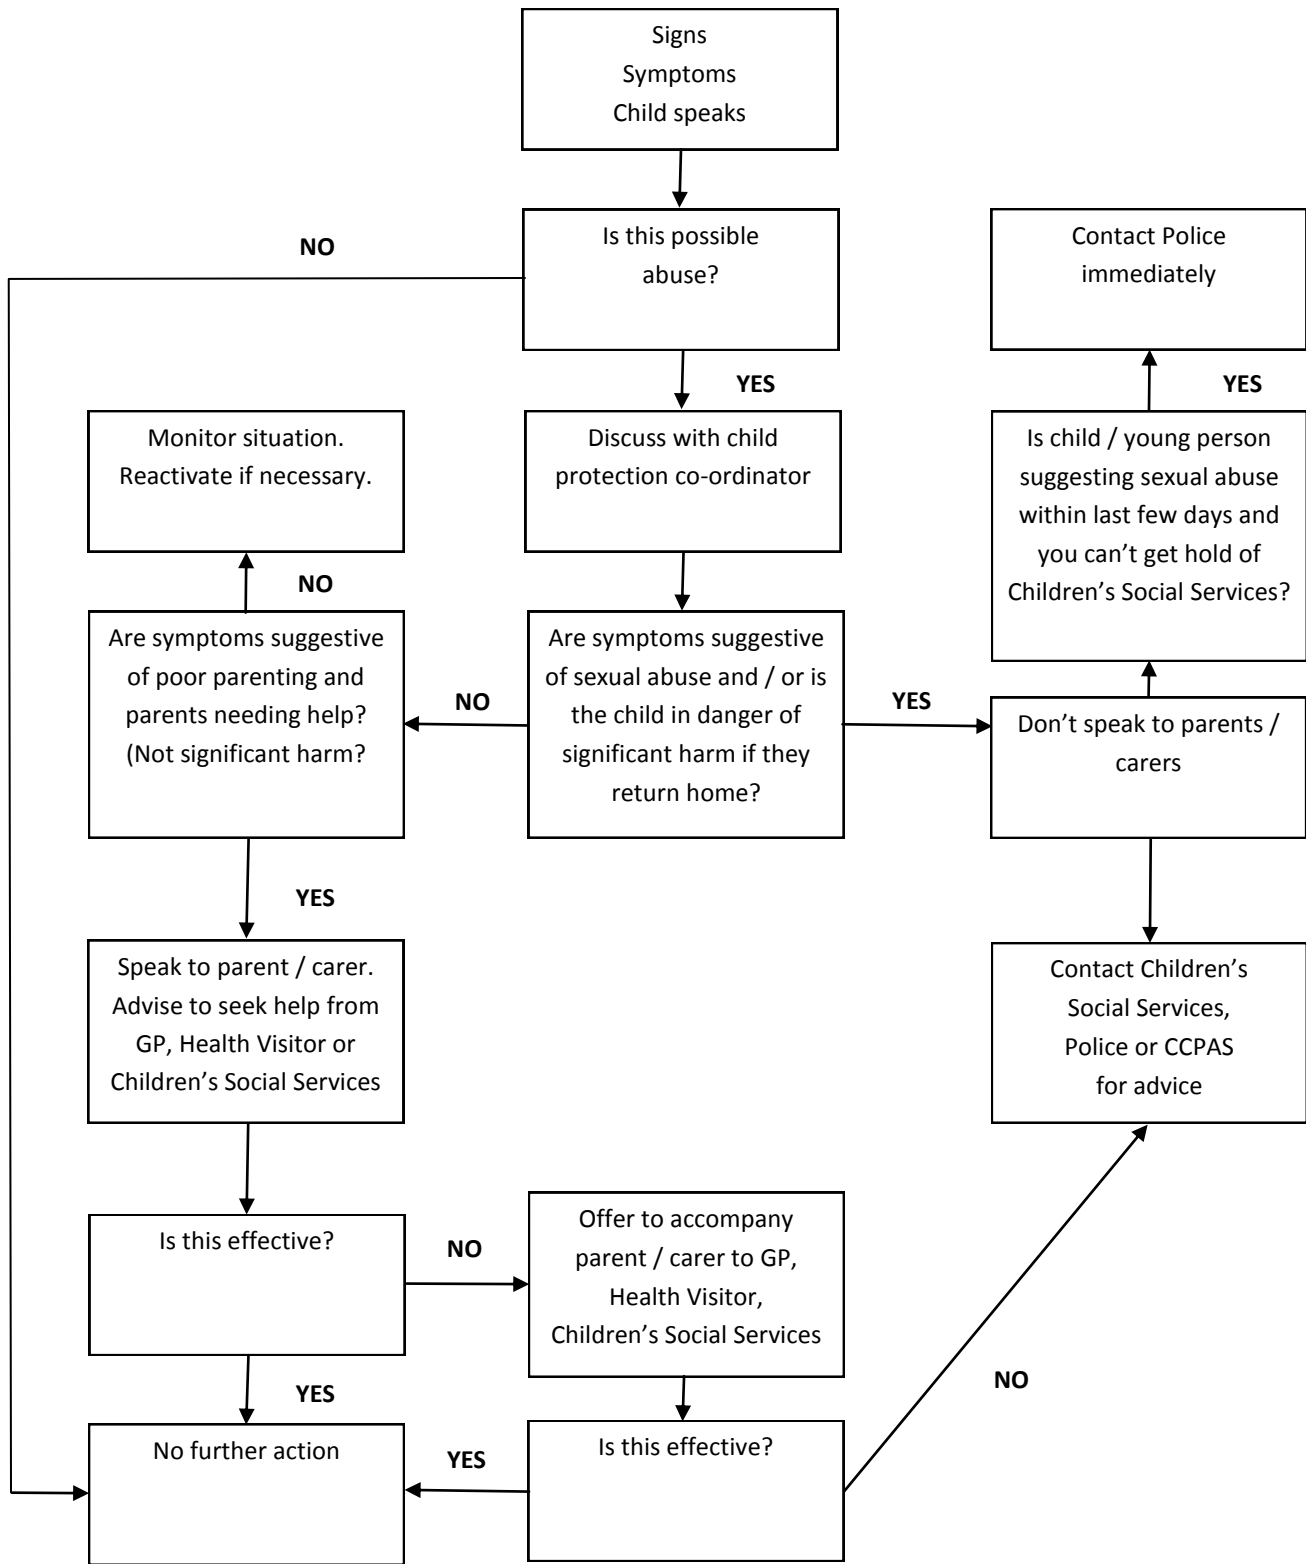 Signs
Symptoms
Child speaks
NO
Is this possible
abuse?
Contact Police
immediately
YES
YES
Monitor situation.
Reactivate if necessary.
Discuss with child
protection co-ordinator
Is child / young person
suggesting sexual abuse
within last few days and
you can’t get hold of
Children’s Social Services?
NO
Are symptoms suggestive
of poor parenting and
parents needing help?
(Not significant harm?
NO
Are symptoms suggestive
of sexual abuse and / or is
the child in danger of
significant harm if they
return home?
YES
Don’t speak to parents /
carers
YES
Speak to parent / carer.
Advise to seek help from
GP, Health Visitor or
Children’s Social Services
Contact Children’s
Social Services,
Police or CCPAS
for advice
Is this effective?
NO
Offer to accompany
parent / carer to GP,
Health Visitor,
Children’s Social Services
YES
NO
No further action
YES
Is this effective?